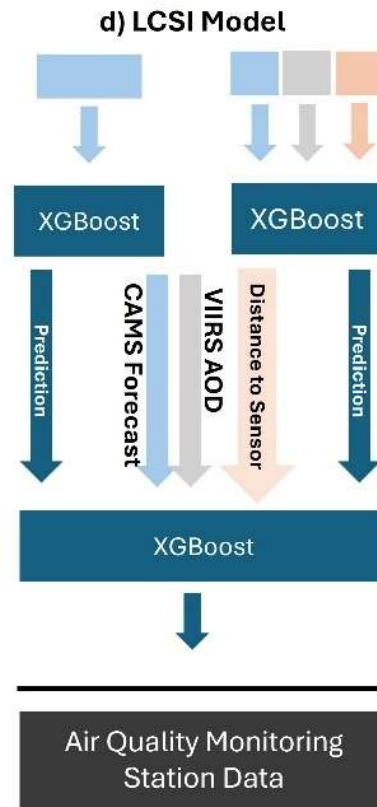 d) LCSI Model
XGBoost
XGBoost
Prediction
CAMS Forecast
VIIRS AOD
Distance to Sensor
Prediction
XGBoost
Air Quality Monitoring
Station Data